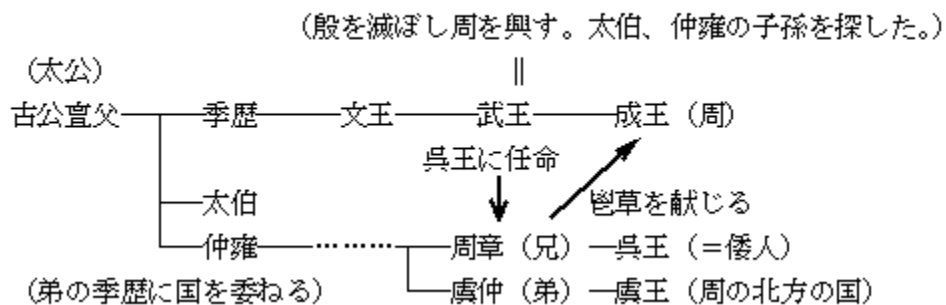 (殷を滅ぼし周を興す。太伯、仲雍の子孫を探した。)
(太公)
古公亶父 季歴 文王 武王 成王(周)
呉王に任命
太伯 鬯草を献じる
仲雍 ……… 周章(兄) 呉王(=倭人)
(弟の季歴に国を委ねる) 虞仲(弟) 虞王(周の北方の国)